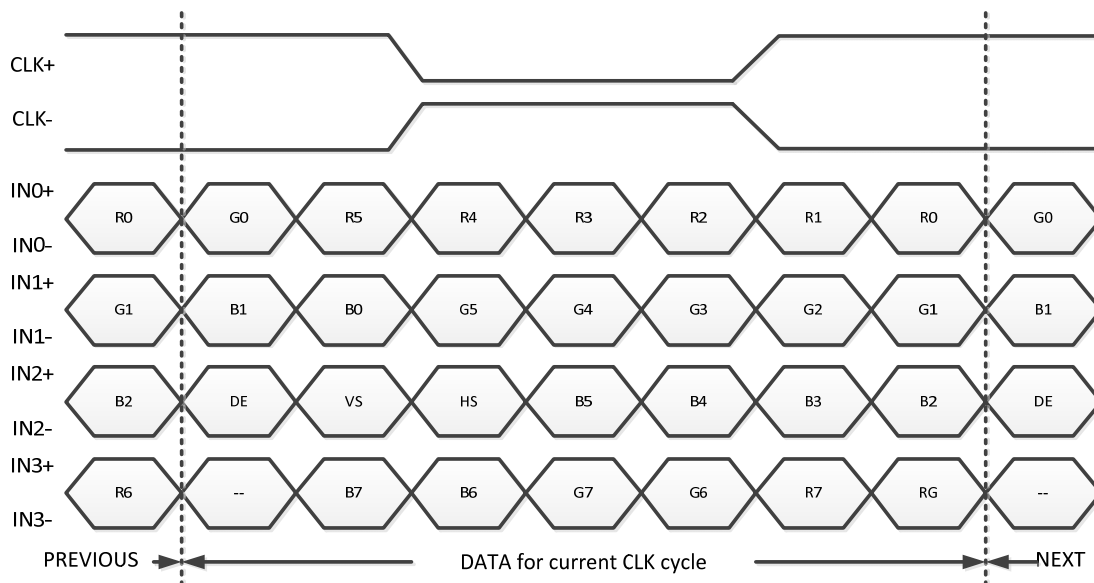 CLK+
CLK-
IN0+
R0 G0 R5 R4 R3 R2 R1 R0 G0
IN0-
IN1+
G1 B1 B0 G5 G4 G3 G2 G1 B1
IN1-
IN2+
B2 DE VS HS B5 B4 B3 B2 DE
IN2-
IN3+
R6 -- B7 B6 G7 G6 R7 RG --
IN3-
PREVIOUS DATA for current CLK cycle NEXT